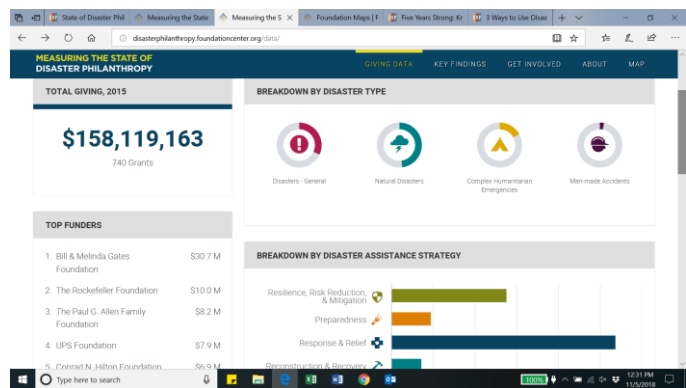 State of Disaster Phil
Measuring the State
Measuring the S
Foundation Maps | F
Five Years Strong: Kr
3 Ways to Use Disas
disasterphilanthropy.foundationcenter.org/data/
MEASURING THE STATE OF
DISASTER PHILANTHROPY
GIVING DATA
KEY FINDINGS
GET INVOLVED
ABOUT
MAP
TOTAL GIVING, 2015
$158,119,163
740 Grants
BREAKDOWN BY DISASTER TYPE
Disasters - General
Natural Disasters
Complex Humanitarian
Emergencies
Man-made Accidents
TOP FUNDERS
1. Bill & Melinda Gates
Foundation
$30.7 M
2. The Rockefeller Foundation
$10.0 M
3. The Paul G. Allen Family
Foundation
$8.2 M
4. UPS Foundation
$7.9 M
5. Conrad N. Hilton Foundation
$6.9 M
BREAKDOWN BY DISASTER ASSISTANCE STRATEGY
Resilience, Risk Reduction,
& Mitigation
Preparedness
Response & Relief
Reconstruction & Recovery
Type here to search
100%
12:31 PM
11/5/2018